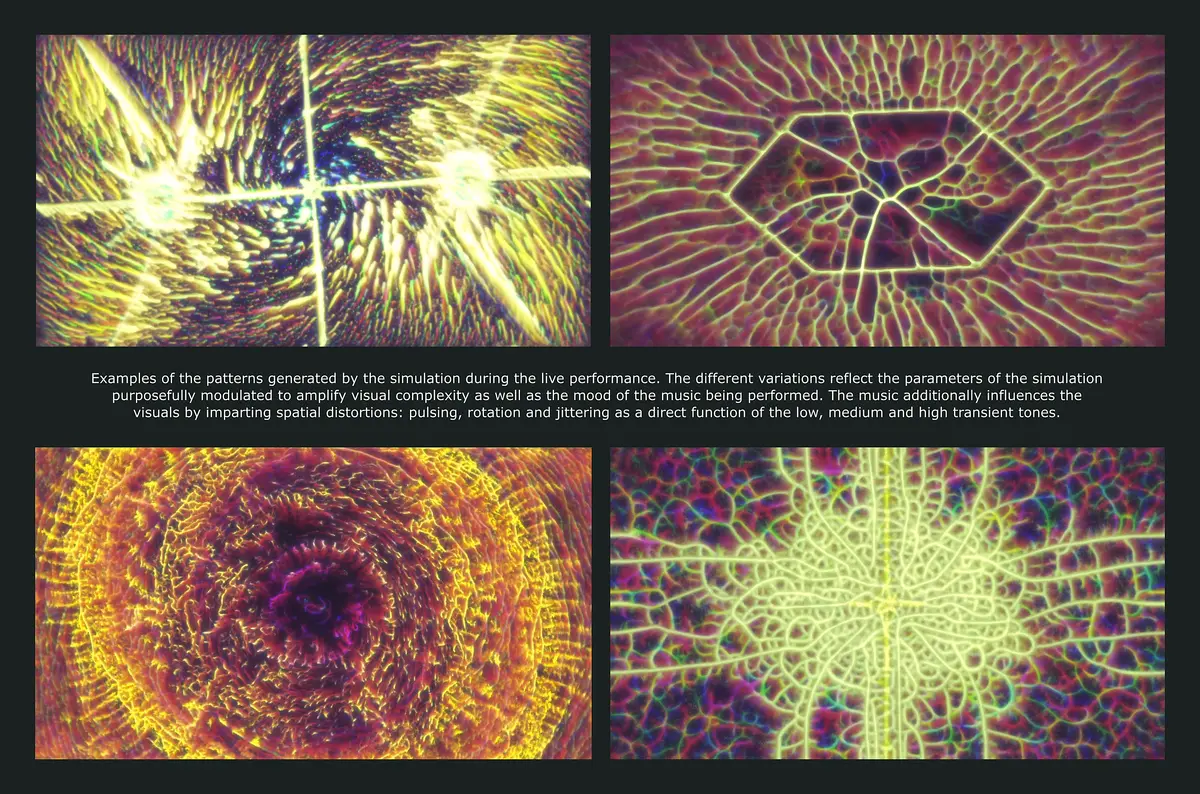 Examples of the patterns generated by the simulation during the live performance. The different variations reflect the parameters of the simulation
purposefully modulated to amplify visual complexity as well as the mood of the music being performed. The music additionally influences the
visuals by imparting spatial distortions: pulsing, rotation and jittering as a direct function of the low, medium and high transient tones.